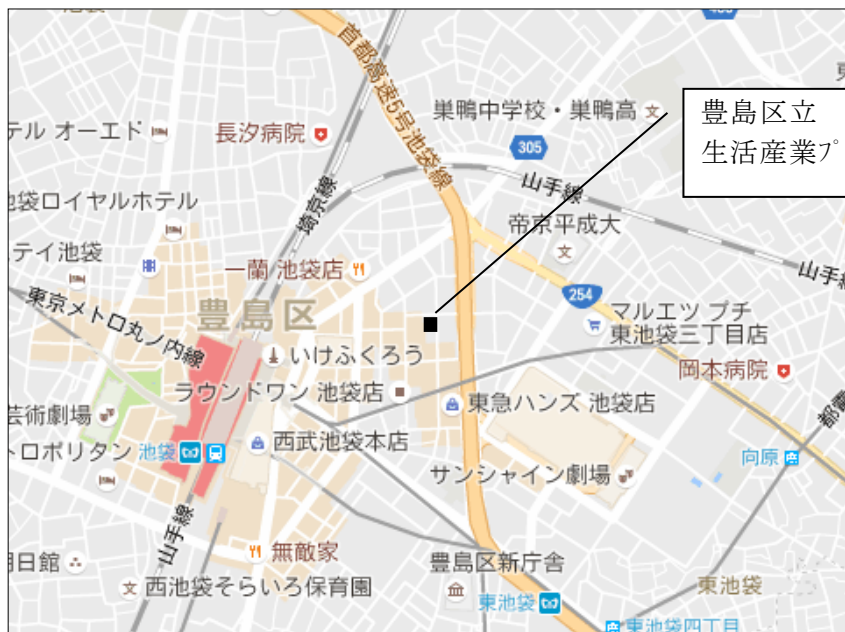 首都高速5号池袋線
巣鴨中学校・巣鴨高
豊島区立
生活産業ﾌﾟ
テル オーエド
長汐病院
305
山手線
埼京線
池袋ロイヤルホテル
帝京平成大
ステイ池袋
一蘭 池袋店
山手線
254
東京メトロ丸ノ内線
豊島区
マルエツ プチ
東池袋三丁目店
いけふくろう
岡本病院
ラウンドワン 池袋店
芸術劇場
東急ハンズ 池袋店
都電
トロポリタン
池袋
西武池袋本店
サンシャイン劇場
向原
山手線
明日館
無敵家
豊島区新庁舎
西池袋そらいろ保育園
東池袋
東池袋
東池袋四丁目